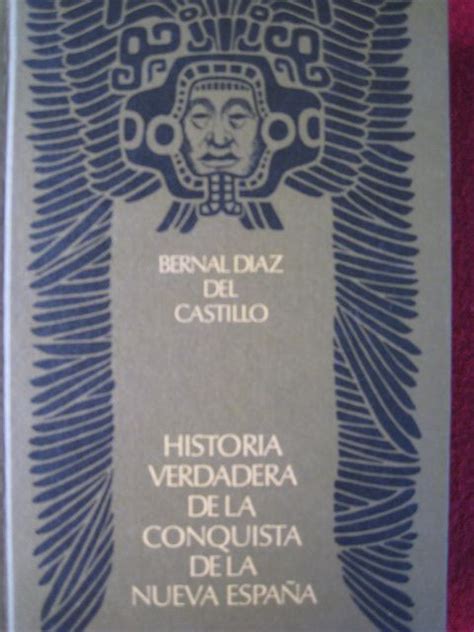 BERNAL DIAZ
DEL
CASTILLO
HISTORIA
VERDADERA
DE LA
CONQUISTA
DE LA
NUEVA ESPAÑA